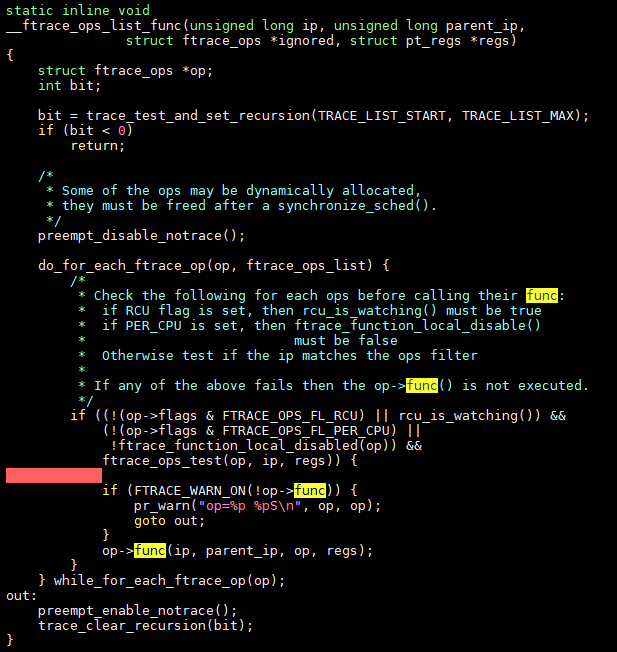 static inline void
__ftrace_ops_list_func(unsigned long ip, unsigned long parent_ip,
               struct ftrace_ops *ignored, struct pt_regs *regs)
{
    struct ftrace_ops *op;
    int bit;

    bit = trace_test_and_set_recursion(TRACE_LIST_START, TRACE_LIST_MAX);
    if (bit < 0)
        return;

    /*
     * Some of the ops may be dynamically allocated,
     * they must be freed after a synchronize_sched().
     */
    preempt_disable_notrace();

    do_for_each_ftrace_op(op, ftrace_ops_list) {
        /*
         * Check the following for each ops before calling their func:
         *  if RCU flag is set, then rcu_is_watching() must be true
         *  if PER_CPU is set, then ftrace_function_local_disable()
         *                          must be false
         *  Otherwise test if the ip matches the ops filter
         *
         * If any of the above fails then the op->func() is not executed.
         */
        if ((!(op->flags & FTRACE_OPS_FL_RCU) || rcu_is_watching()) &&
            (!(op->flags & FTRACE_OPS_FL_PER_CPU) ||
             !ftrace_function_local_disabled(op)) &&
            ftrace_ops_test(op, ip, regs)) {

            if (FTRACE_WARN_ON(!op->func)) {
                pr_warn("op=%p %pS\n", op, op);
                goto out;
            }
            op->func(ip, parent_ip, op, regs);
        }
    } while_for_each_ftrace_op(op);
out:
    preempt_enable_notrace();
    trace_clear_recursion(bit);
}